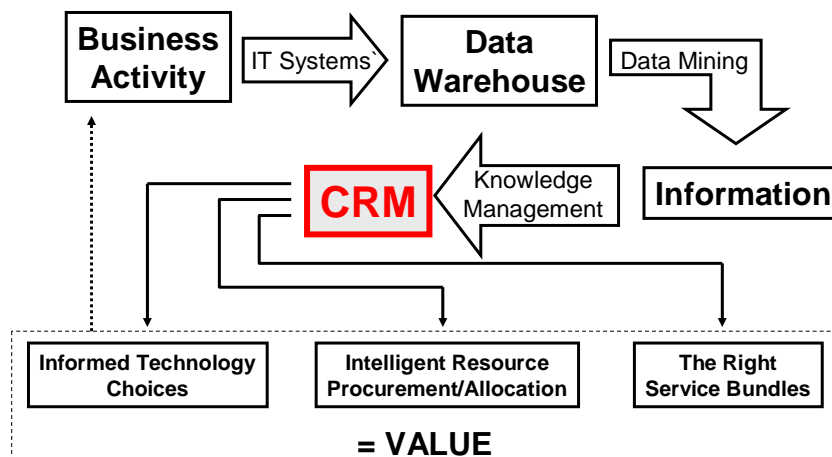 Business
Activity
IT Systems`
Data
Warehouse
Data Mining
CRM
Knowledge
Management
Information
Informed Technology
Choices
Intelligent Resource
Procurement/Allocation
The Right
Service Bundles
= VALUE